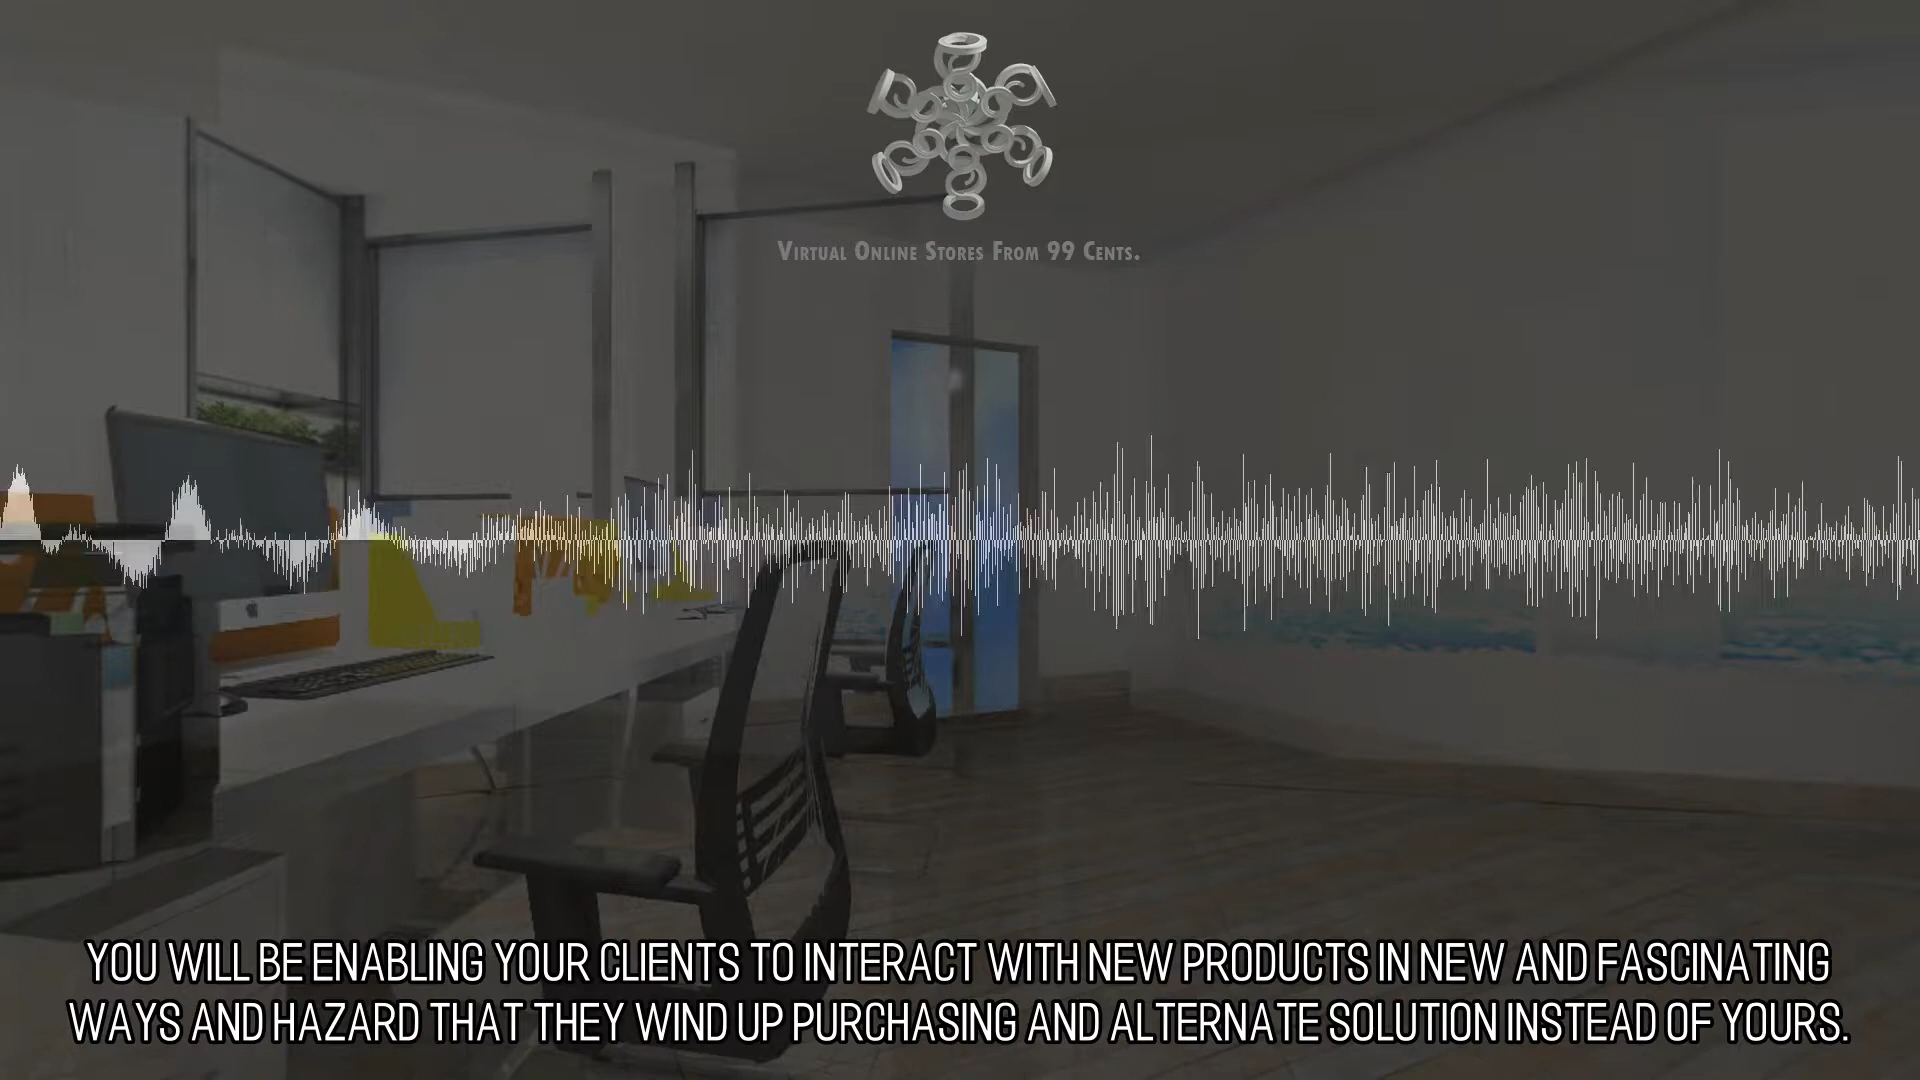 Virtual Online Stores From 99 Cents.
YOU WILL BE ENABLING YOUR CLIENTS TO INTERACT WITH NEW PRODUCTS IN NEW AND FASCINATING
WAYS AND HAZARD THAT THEY WIND UP PURCHASING AND ALTERNATE SOLUTION INSTEAD OF YOURS.